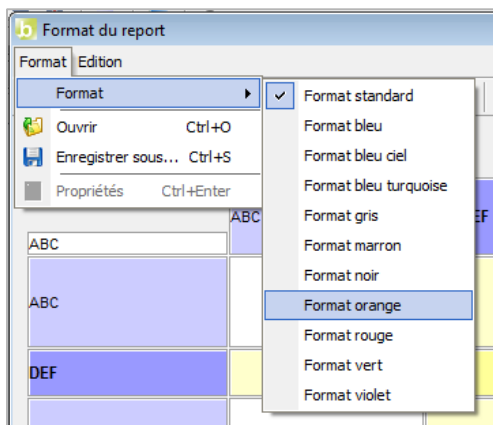 Format du report
Format Edition
Format
Ouvrir Ctrl+O
Enregistrer sous... Ctrl+S
Propriétés Ctrl+Enter
Format standard
Format bleu
Format bleu ciel
Format bleu turquoise
Format gris
Format marron
Format noir
Format orange
Format rouge
Format vert
Format violet
ABC
ABC
ABC
DEF